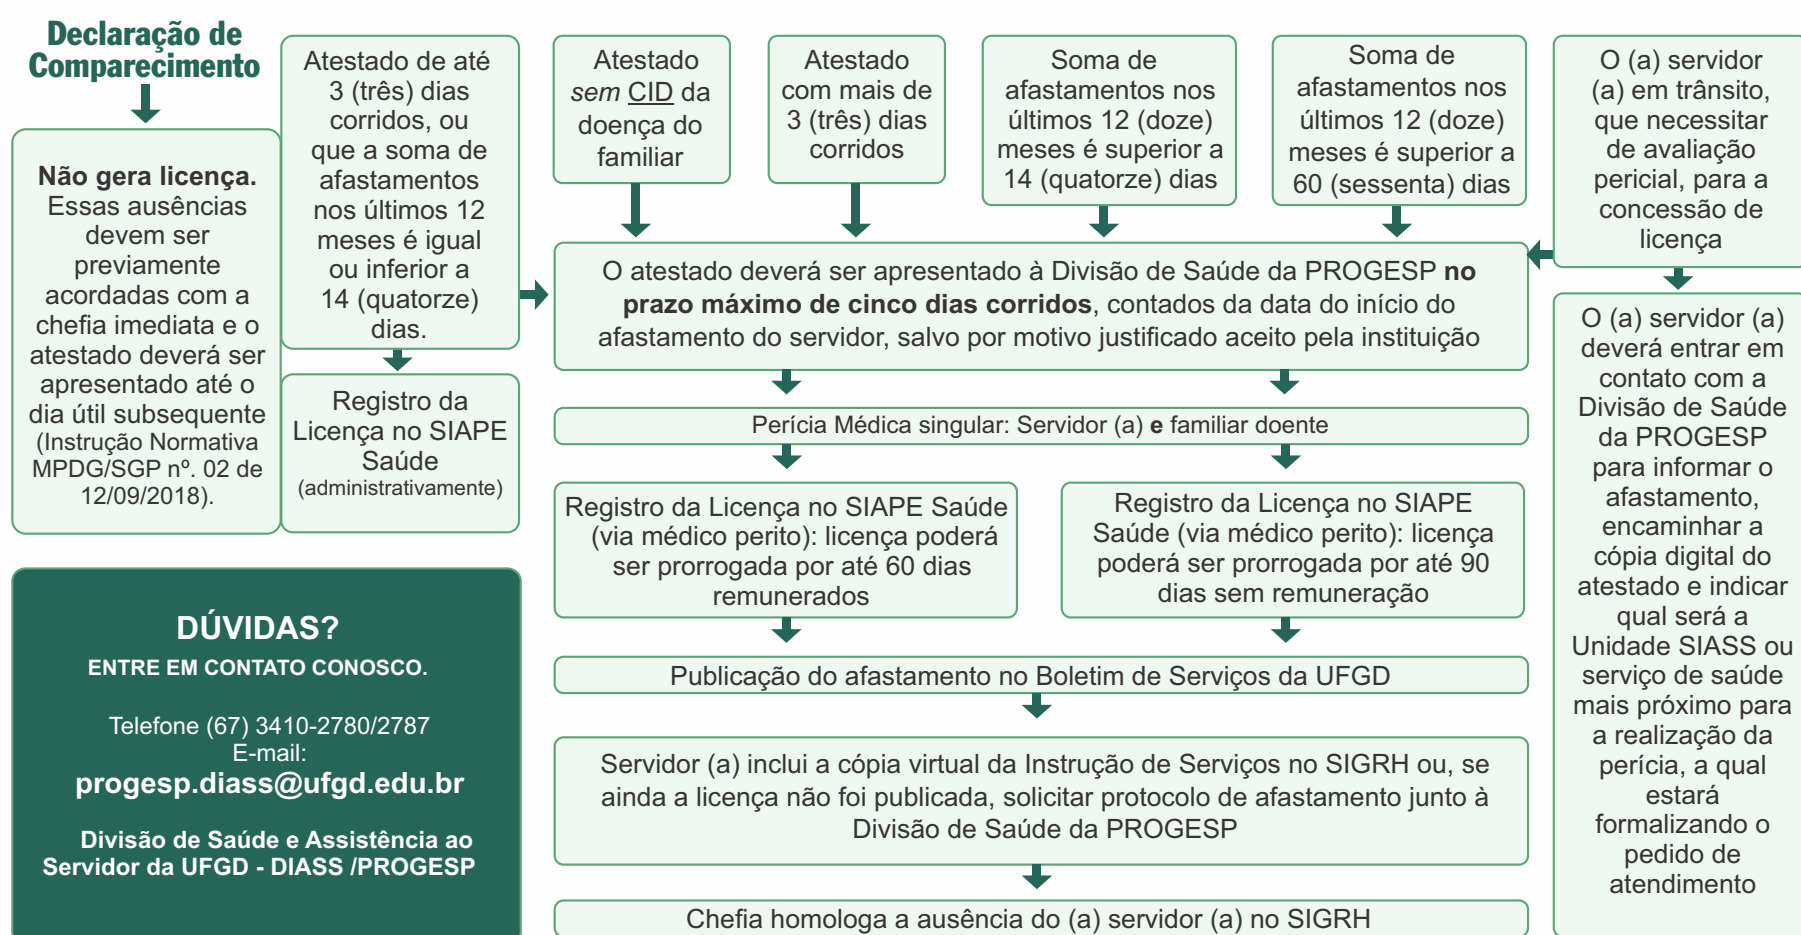 Declaração de
Comparecimento
Não gera licença.
Essas ausências
devem ser
previamente
acordadas com a
chefia imediata e o
atestado deverá ser
apresentado até o
dia útil subsequente
(Instrução Normativa
MPDG/SGP nº. 02 de
12/09/2018).
Atestado de até
3 (três) dias
corridos, ou
que a soma de
afastamentos
nos últimos 12
meses é igual
ou inferior a
14 (quatorze)
dias.
Registro da
Licença no SIAPE
Saúde
(administrativamente)
Atestado
sem CID da
doença do
familiar
Atestado
com mais de
3 (três) dias
corridos
Soma de
afastamentos nos
últimos 12 (doze)
meses é superior a
14 (quatorze) dias
Soma de
afastamentos nos
últimos 12 (doze)
meses é superior a
60 (sessenta) dias
O (a) servidor
(a) em trânsito,
que necessitar
de avaliação
pericial, para a
concessão de
licença
O atestado deverá ser apresentado à Divisão de Saúde da PROGESP no
prazo máximo de cinco dias corridos, contados da data do início do
afastamento do servidor, salvo por motivo justificado aceito pela instituição
Perícia Médica singular: Servidor (a) e familiar doente
Registro da Licença no SIAPE Saúde
(via médico perito): licença poderá
ser prorrogada por até 60 dias
remunerados
Registro da Licença no SIAPE
Saúde (via médico perito): licença
poderá ser prorrogada por até 90
dias sem remuneração
Publicação do afastamento no Boletim de Serviços da UFGD
Servidor (a) inclui a cópia virtual da Instrução de Serviços no SIGRH ou, se
ainda a licença não foi publicada, solicitar protocolo de afastamento junto à
Divisão de Saúde da PROGESP
Chefia homologa a ausência do (a) servidor (a) no SIGRH
O (a) servidor (a)
deverá entrar em
contato com a
Divisão de Saúde
da PROGESP
para informar o
afastamento,
encaminhar a
cópia digital do
atestado e indicar
qual será a
Unidade SIASS ou
serviço de saúde
mais próximo para
a realização da
perícia, a qual
estará
formalizando o
pedido de
atendimento
DÚVIDAS?
ENTRE EM CONTATO CONOSCO.
Telefone (67) 3410-2780/2787
E-mail:
progesp.diass@ufgd.edu.br
Divisão de Saúde e Assistência ao
Servidor da UFGD - DIASS /PROGESP